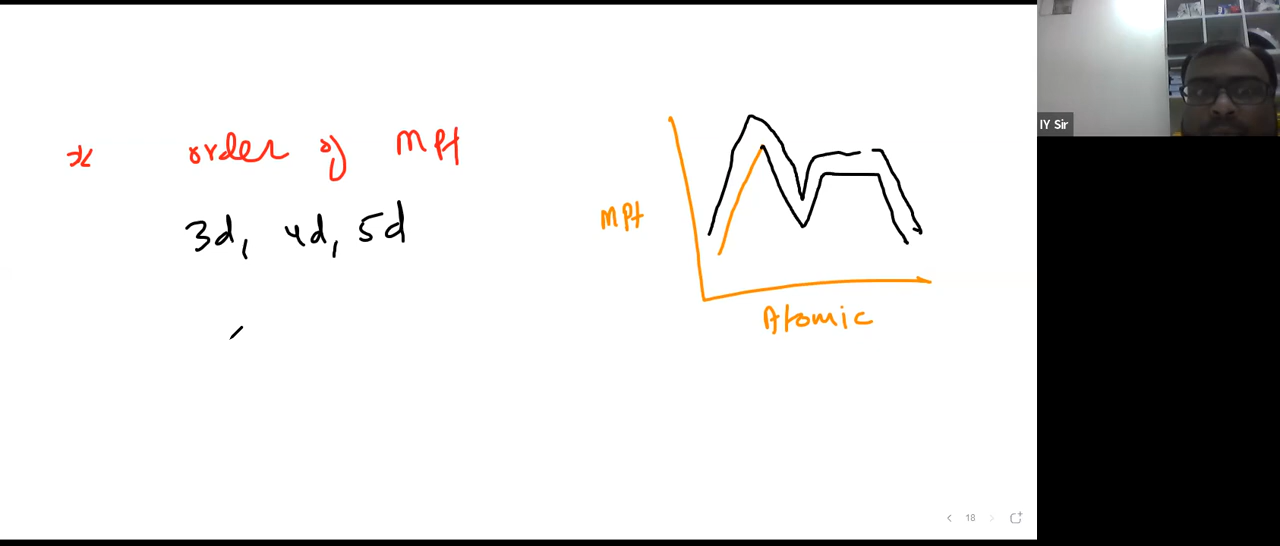 * order of MPt
3d, 4d, 5d
MPt
Atomic
IY Sir
18